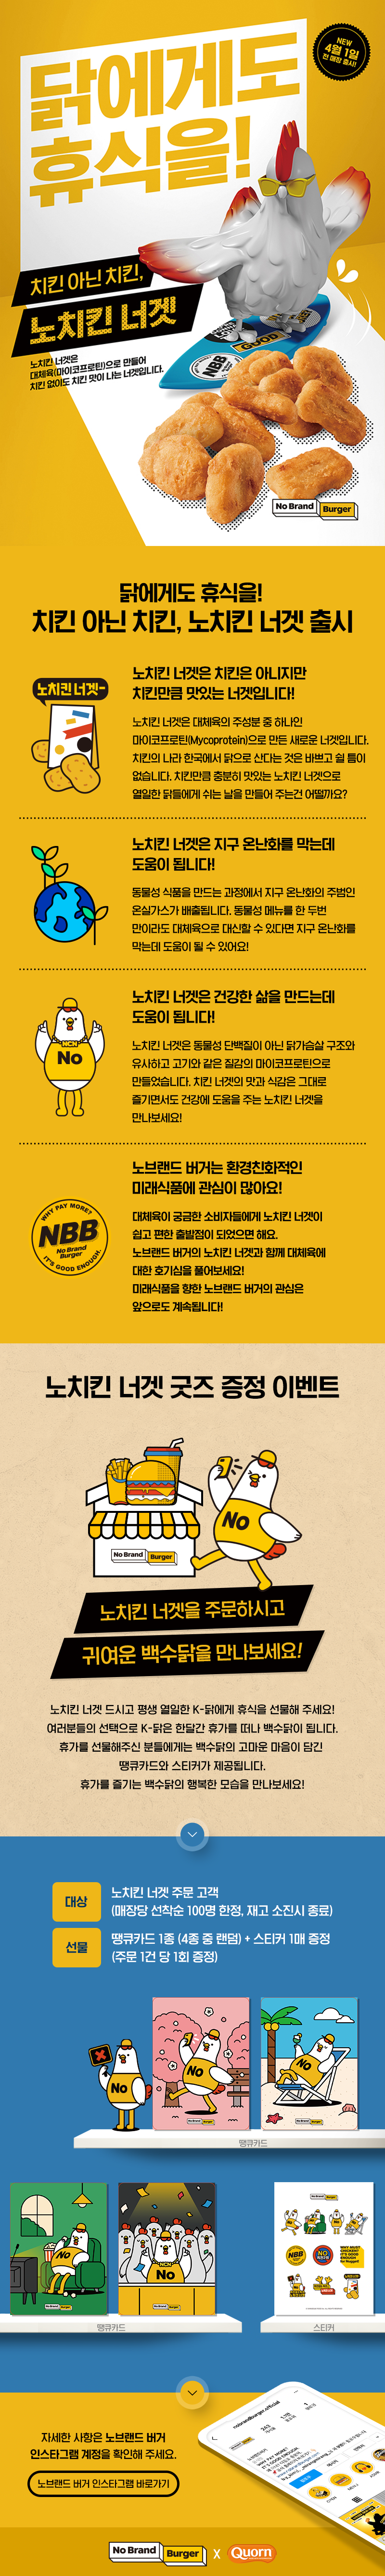 NEW
4월 1일
전 매장 출시!
닭에게도
휴식을!
치킨 아닌 치킨,
노치킨 너겟
노치킨 너겟은
대체육(마이코프로틴)으로 만들어
치킨 없이도 치킨 맛이 나는 너겟입니다.
NBB
GOOD
No Brand
Burger
닭에게도 휴식을!
치킨 아닌 치킨, 노치킨 너겟 출시
노치킨 너겟-
노치킨 너겟은 치킨은 아니지만
치킨만큼 맛있는 너겟입니다!
노치킨 너겟은 대체육의 주성분 중 하나인
마이코프로틴(Mycoprotein)으로 만든 새로운 너겟입니다.
치킨의 나라 한국에서 닭으로 산다는 것은 바쁘고 쉴 틈이
없습니다. 치킨만큼 충분히 맛있는 노치킨 너겟으로
열일한 닭들에게 쉬는 날을 만들어 주는건 어떨까요?
노치킨 너겟은 지구 온난화를 막는데
도움이 됩니다!
동물성 식품을 만드는 과정에서 지구 온난화의 주범인
온실가스가 배출됩니다. 동물성 메뉴를 한 두번
만이라도 대체육으로 대신할 수 있다면 지구 온난화를
막는데 도움이 될 수 있어요!
NCN
No
노치킨 너겟은 건강한 삶을 만드는데
도움이 됩니다!
노치킨 너겟은 동물성 단백질이 아닌 닭가슴살 구조와
유사하고 고기와 같은 질감의 마이코프로틴으로
만들었습니다. 치킨 너겟의 맛과 식감은 그대로
즐기면서도 건강에 도움을 주는 노치킨 너겟을
만나보세요!
WHY PAY MORE?
NBB
No Brand
Burger
IT'S GOOD ENOUGH.
노브랜드 버거는 환경친화적인
미래식품에 관심이 많아요!
대체육이 궁금한 소비자들에게 노치킨 너겟이
쉽고 편한 출발점이 되었으면 해요.
노브랜드 버거의 노치킨 너겟과 함께 대체육에
대한 호기심을 풀어보세요!
미래식품을 향한 노브랜드 버거의 관심은
앞으로도 계속됩니다!
노치킨 너겟 굿즈 증정 이벤트
No
No Brand
Burger
노치킨 너겟을 주문하시고
귀여운 백수닭을 만나보세요!
노치킨 너겟 드시고 평생 열일한 K-닭에게 휴식을 선물해 주세요!
여러분들의 선택으로 K-닭은 한달간 휴가를 떠나 백수닭이 됩니다.
휴가를 선물해주신 분들에게는 백수닭의 고마운 마음이 담긴
땡큐카드와 스티커가 제공됩니다.
휴가를 즐기는 백수닭의 행복한 모습을 만나보세요!
대상
노치킨 너겟 주문 고객
(매장당 선착순 100명 한정, 재고 소진시 종료)
선물
땡큐카드 1종 (4종 중 랜덤) + 스티커 1매 증정
(주문 1건 당 1회 증정)
No
No
No
땡큐카드
No
No
땡큐카드
스티커
자세한 사항은 노브랜드 버거
인스타그램 계정을 확인해 주세요.
노브랜드 버거 인스타그램 바로가기
nobrandburger.official
No Brand
Burger
X
Quorn